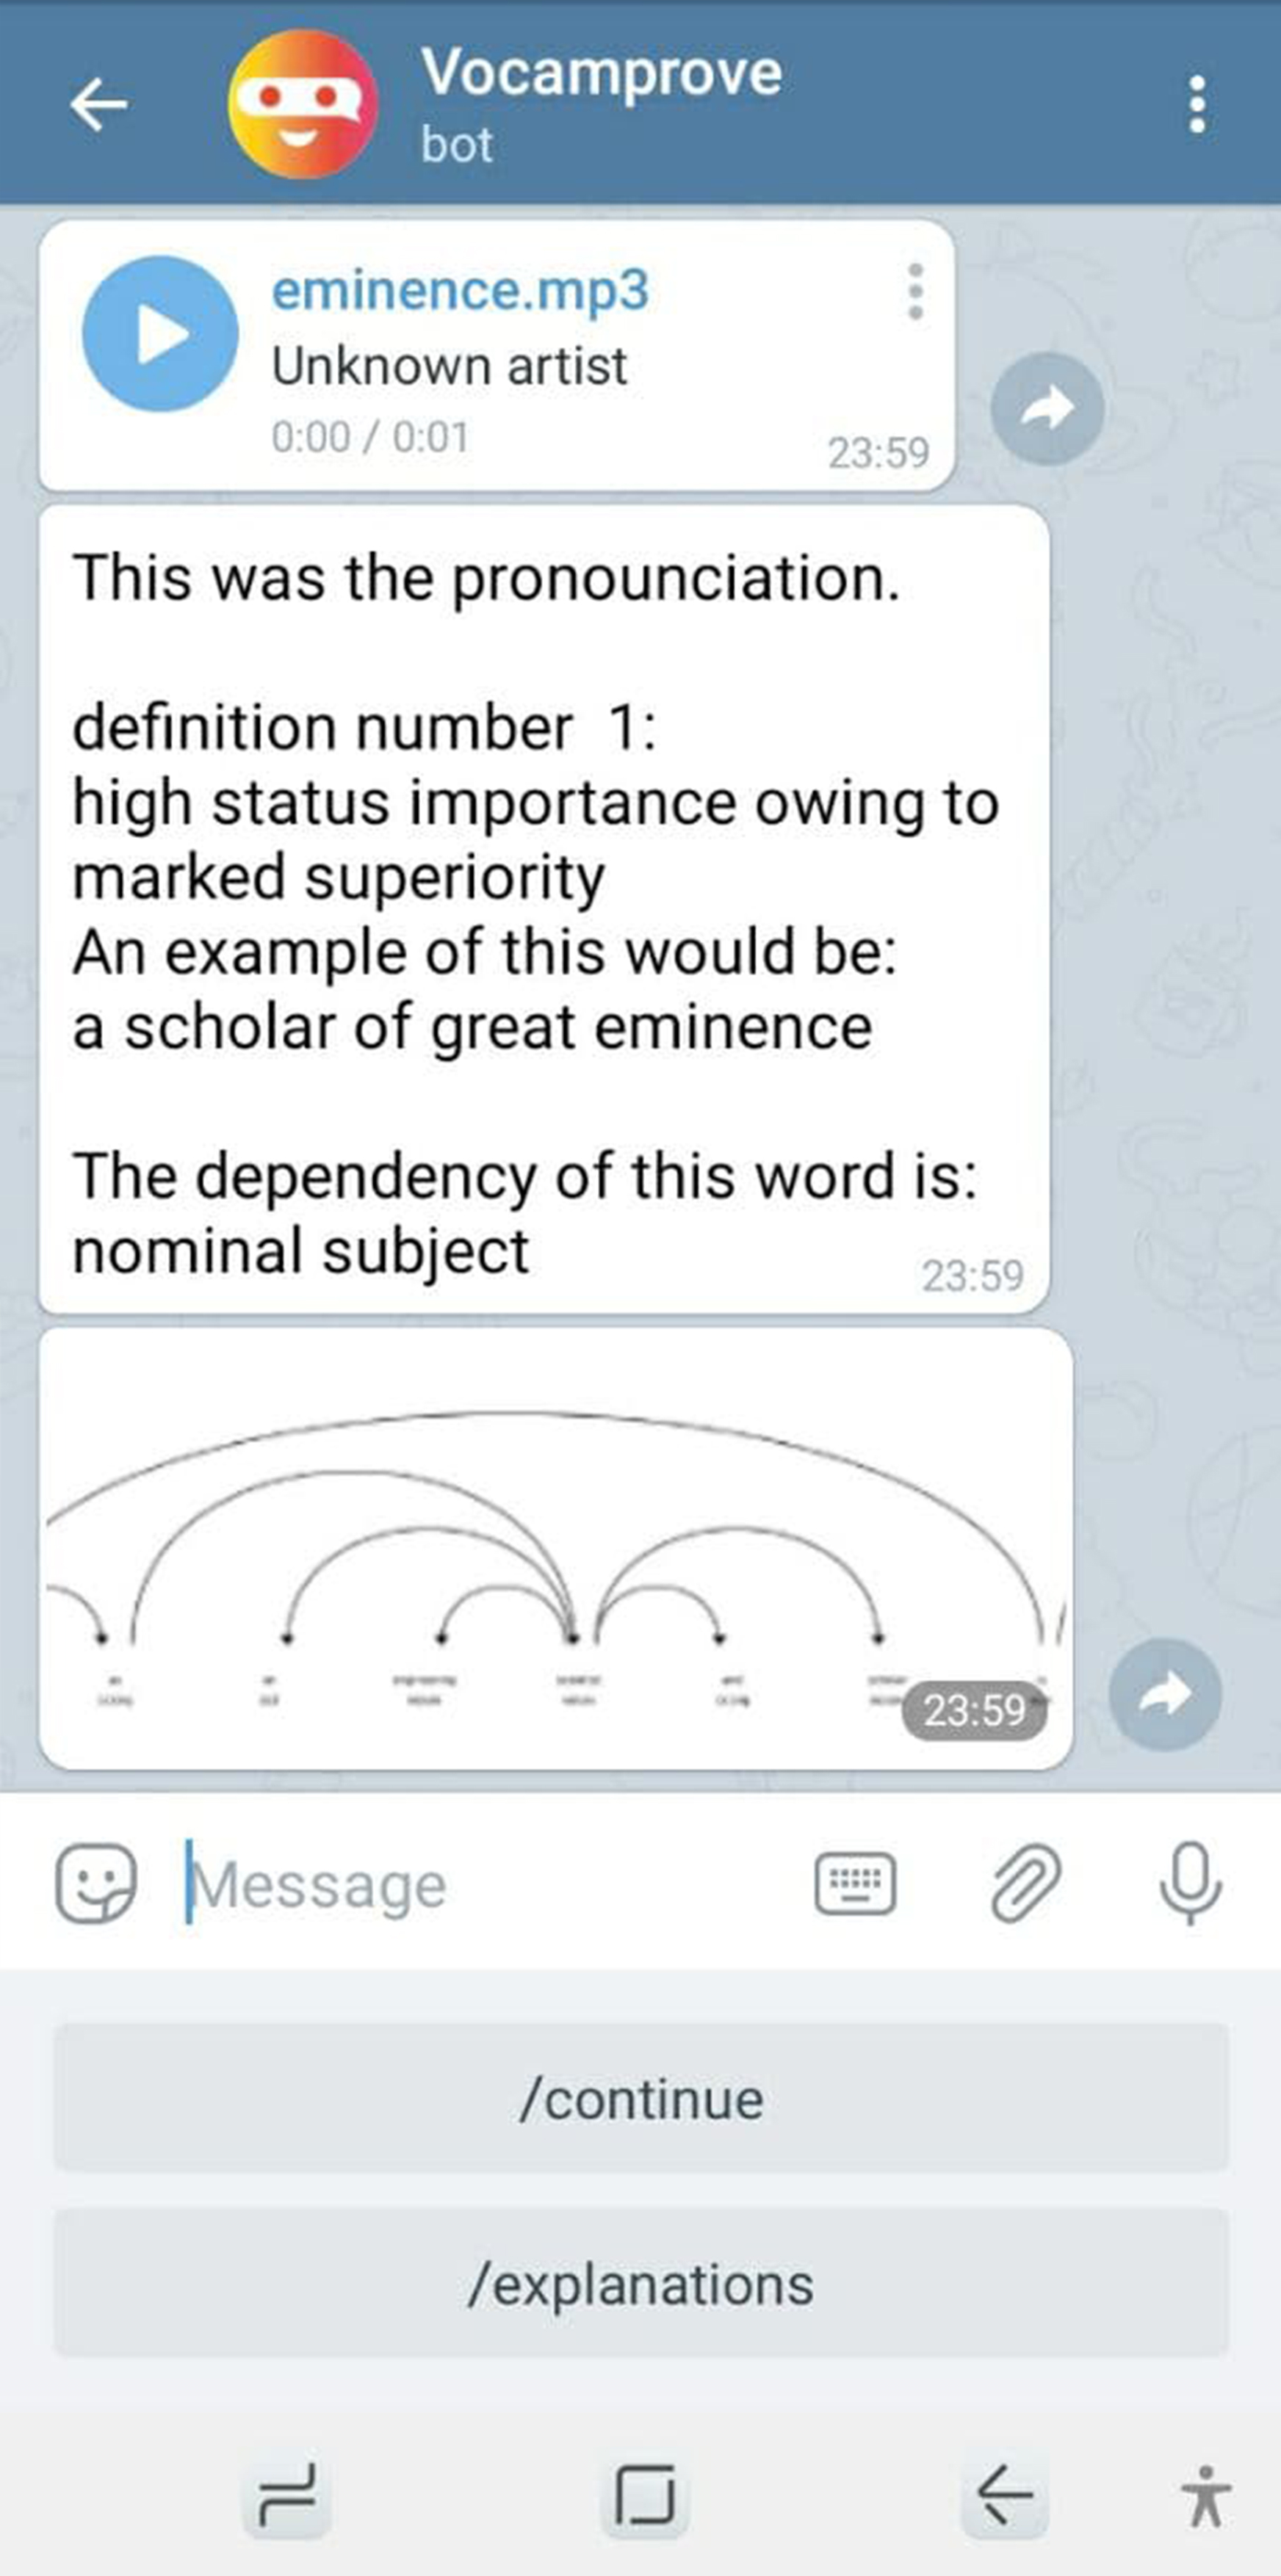 Vocamprove
bot
eminence.mp3
Unknown artist
0:00 / 0:01
23:59
This was the pronounciation.
definition number 1:
high status importance owing to
marked superiority
An example of this would be:
a scholar of great eminence
The dependency of this word is:
nominal subject
23:59
23:59
Message
/continue
/explanations